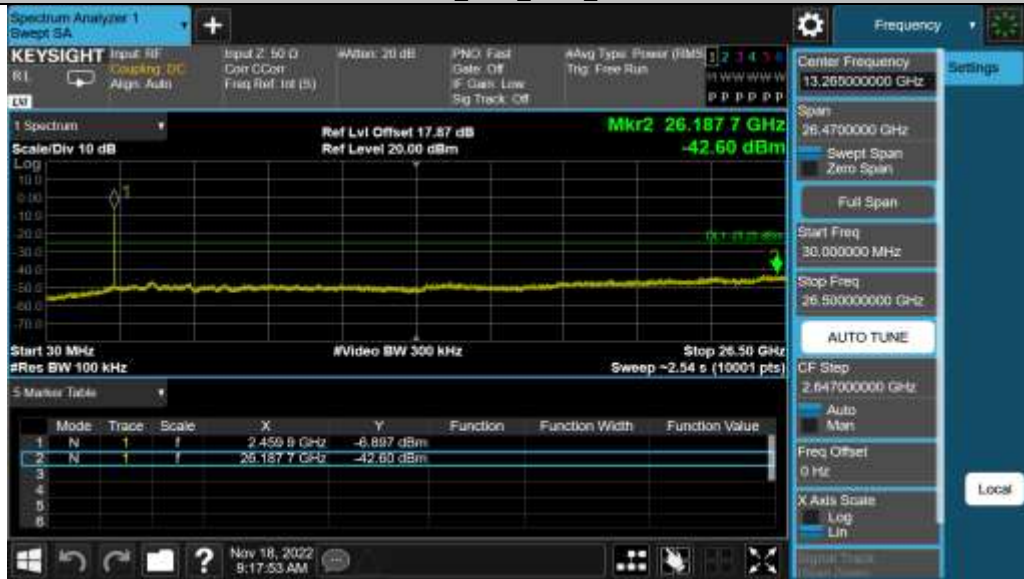 Spectrum Analyzer 1
Swept SA
Frequency
KEYSIGHT
Input: RF
Coupling: DC
Align: Auto
Input Z: 50 Ω
Corr CCorr
Freq Ref: Int (S)
#Atten: 20 dB
PNO: Fast
Gate: Off
IF Gain: Low
Sig Track: Off
#Avg Type: Power (RMS)
Trig: Free Run
1 2 3 4 5 6
M W W W W W
P P P P P P
RL
LXI
1 Spectrum
Scale/Div 10 dB
Ref Lvl Offset 17.87 dB
Ref Level 20.00 dBm
Mkr2 26.187 7 GHz
-42.60 dBm
Log
10.0
0.00
-10.0
-20.0
-30.0
-40.0
-50.0
-60.0
-70.0
1
Start 30 MHz
#Video BW 300 kHz
Stop 26.50 GHz
#Res BW 100 kHz
Sweep ~2.54 s (10001 pts)
5 Marker Table
Mode Trace Scale X Y Function Function Width Function Value
1 N 1 f 2.459 9 GHz -6.897 dBm
2 N 1 f 26.187 7 GHz -42.60 dBm
3
4
5
6
Nov 18, 2022
9:17:53 AM
Center Frequency
13.265000000 GHz
Settings
Span
26.4700000 GHz
Swept Span
Zero Span
Full Span
Start Freq
30.000000 MHz
Stop Freq
26.500000000 GHz
AUTO TUNE
CF Step
2.647000000 GHz
Auto
Man
Freq Offset
0 Hz
Local
X Axis Scale
Log
Lin
Signal Track